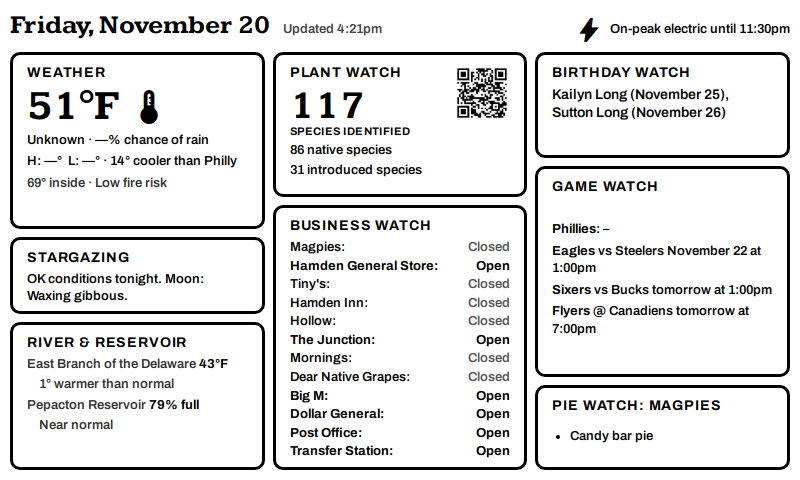 Friday, November 20 Updated 4:21pm
On-peak electric until 11:30pm
WEATHER
51°F
Unknown · —% chance of rain
H: —° L: —° · 14° cooler than Philly
69° inside · Low fire risk
STARGAZING
OK conditions tonight. Moon:
Waxing gibbous.
RIVER & RESERVOIR
East Branch of the Delaware 43°F
1° warmer than normal
Pepacton Reservoir 79% full
Near normal
PLANT WATCH
117
SPECIES IDENTIFIED
86 native species
31 introduced species
BUSINESS WATCH
Magpies: Closed
Hamden General Store: Open
Tiny's: Closed
Hamden Inn: Closed
Hollow: Closed
The Junction: Open
Mornings: Closed
Dear Native Grapes: Closed
Big M: Open
Dollar General: Open
Post Office: Open
Transfer Station: Open
BIRTHDAY WATCH
Kailyn Long (November 25),
Sutton Long (November 26)
GAME WATCH
Phillies: –
Eagles vs Steelers November 22 at
1:00pm
Sixers vs Bucks tomorrow at 1:00pm
Flyers @ Canadiens tomorrow at
7:00pm
PIE WATCH: MAGPIES
• Candy bar pie